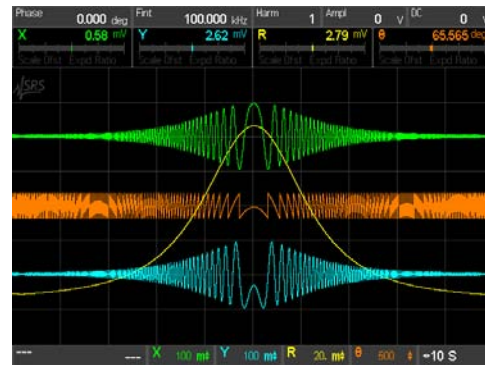 Phase 0.000 deg Fint 100.000 kHz Harm 1 Ampl 0 V DC 0
X 0.58 mV Y 2.62 mV R 2.79 mV θ 65.565 deg
Scale Ofst Expd Ratio Scale Ofst Expd Ratio Scale Ofst Expd Ratio Scale Ofst Expd Ratio
SRS
--- --- X 100 m Y 100 m R 20. m θ 500 10 S